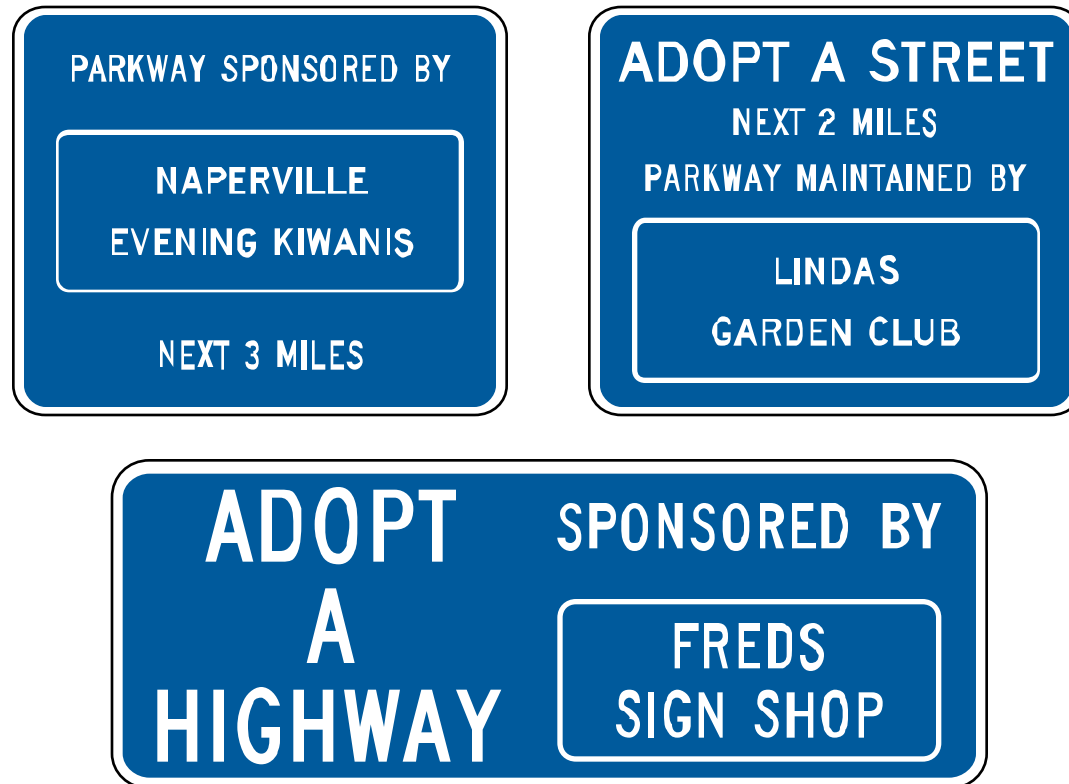 PARKWAY SPONSORED BY
NAPERVILLE
EVENING KIWANIS
NEXT 3 MILES
ADOPT A STREET
NEXT 2 MILES
PARKWAY MAINTAINED BY
LINDAS
GARDEN CLUB
ADOPT
A
HIGHWAY
SPONSORED BY
FREDS
SIGN SHOP